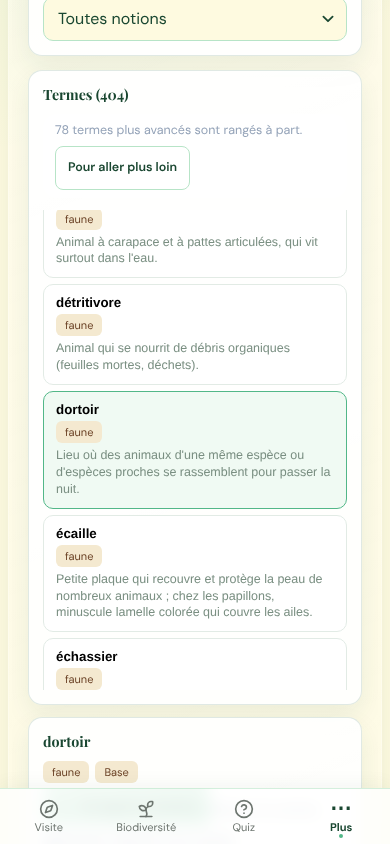 Toutes notions
Termes (404)
78 termes plus avancés sont rangés à part.
Pour aller plus loin
faune
Animal à carapace et à pattes articulées, qui vit
surtout dans l'eau.
détritivore
faune
Animal qui se nourrit de débris organiques
(feuilles mortes, déchets).
dortoir
faune
Lieu où des animaux d'une même espèce ou
d'espèces proches se rassemblent pour passer la
nuit.
écaille
faune
Petite plaque qui recouvre et protège la peau de
nombreux animaux ; chez les papillons,
minuscule lamelle colorée qui couvre les ailes.
échassier
faune
dortoir
faune Base
Visite Biodiversité Quiz Plus